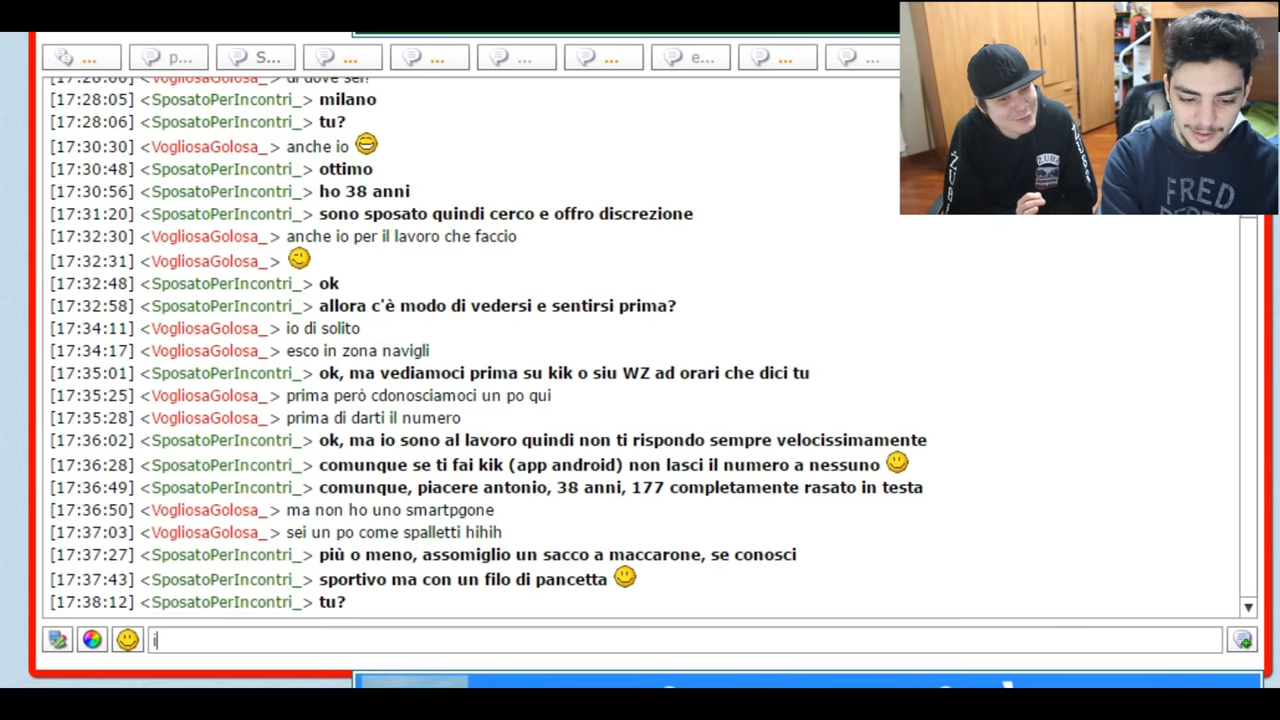 ...
p...
S...
...
...
...
...
e...
...
...
[17:28:00] <VogliosaGolosa_> di dove sei?
[17:28:05] <SposatoPerIncontri_> milano
[17:28:06] <SposatoPerIncontri_> tu?
[17:30:30] <VogliosaGolosa_> anche io
[17:30:48] <SposatoPerIncontri_> ottimo
[17:30:56] <SposatoPerIncontri_> ho 38 anni
[17:31:20] <SposatoPerIncontri_> sono sposato quindi cerco e offro discrezione
[17:32:30] <VogliosaGolosa_> anche io per il lavoro che faccio
[17:32:31] <VogliosaGolosa_>
[17:32:48] <SposatoPerIncontri_> ok
[17:32:58] <SposatoPerIncontri_> allora c'è modo di vedersi e sentirsi prima?
[17:34:11] <VogliosaGolosa_> io di solito
[17:34:17] <VogliosaGolosa_> esco in zona navigli
[17:35:01] <SposatoPerIncontri_> ok, ma vediamoci prima su kik o siu WZ ad orari che dici tu
[17:35:25] <VogliosaGolosa_> prima però cdonosciamoci un po qui
[17:35:28] <VogliosaGolosa_> prima di darti il numero
[17:36:02] <SposatoPerIncontri_> ok, ma io sono al lavoro quindi non ti rispondo sempre velocissimamente
[17:36:28] <SposatoPerIncontri_> comunque se ti fai kik (app android) non lasci il numero a nessuno
[17:36:49] <SposatoPerIncontri_> comunque, piacere antonio, 38 anni, 177 completamente rasato in testa
[17:36:50] <VogliosaGolosa_> ma non ho uno smartpgone
[17:37:03] <VogliosaGolosa_> sei un po come spalletti hihih
[17:37:27] <SposatoPerIncontri_> più o meno, assomiglio un sacco a maccarone, se conosci
[17:37:43] <SposatoPerIncontri_> sportivo ma con un filo di pancetta
[17:38:12] <SposatoPerIncontri_> tu?
i
FRED